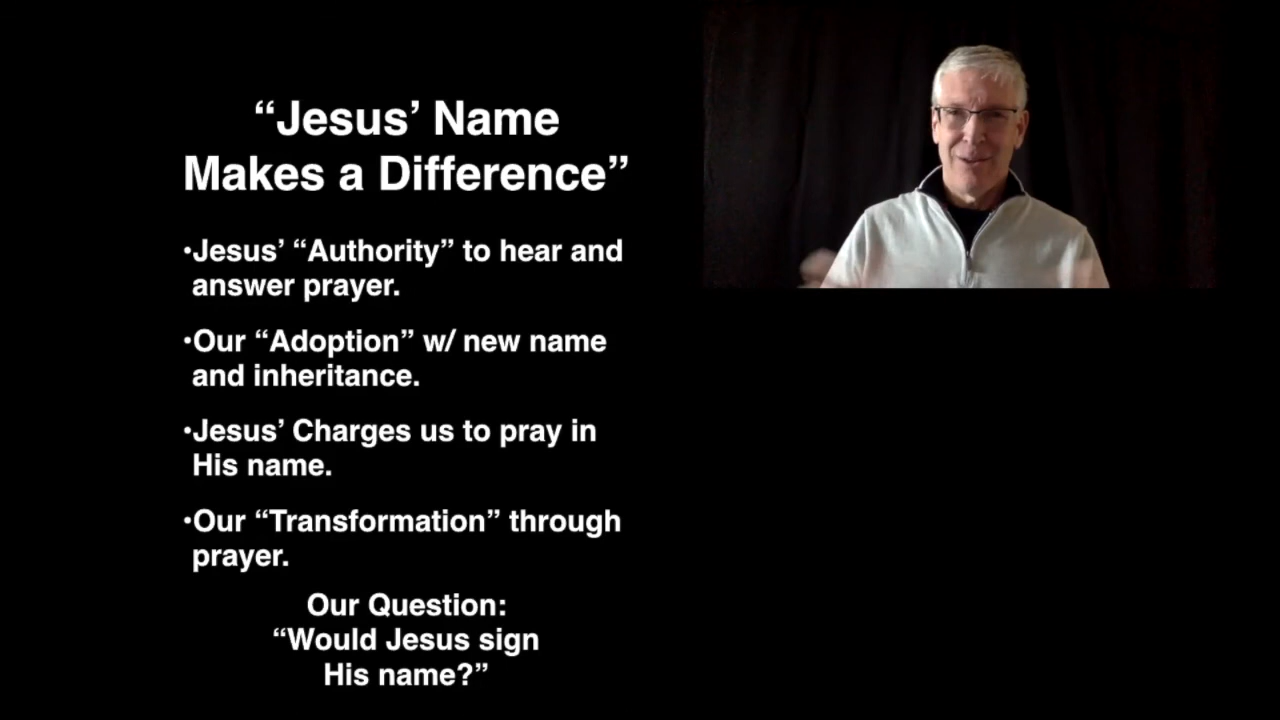 “Jesus’ Name
Makes a Difference”
•Jesus’ “Authority” to hear and
answer prayer.
•Our “Adoption” w/ new name
and inheritance.
•Jesus’ Charges us to pray in
His name.
•Our “Transformation” through
prayer.
Our Question:
“Would Jesus sign
His name?”